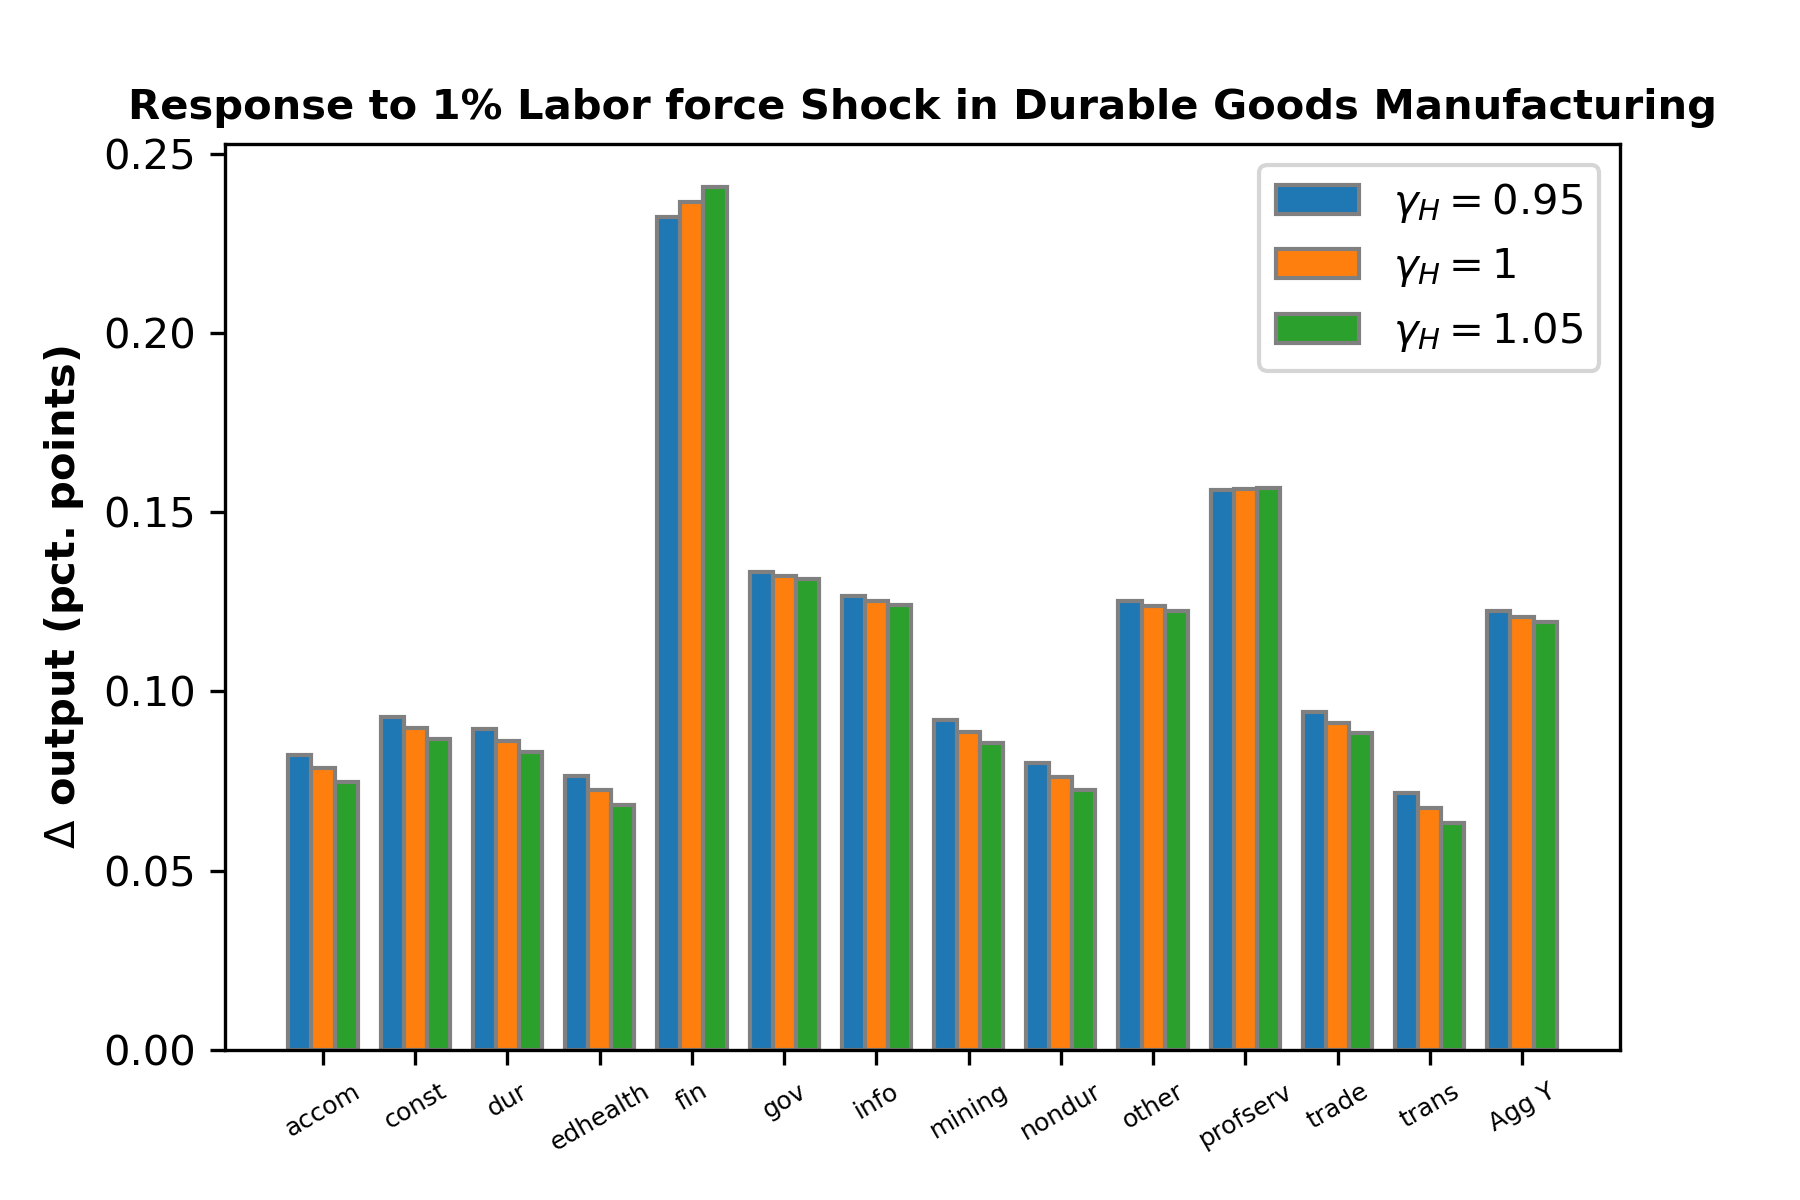 Response to 1% Labor force Shock in Durable Goods Manufacturing
0.25
0.20
0.15
0.10
0.05
0.00
Δ output (pct. points)
γH = 0.95
γH = 1
γH = 1.05
accom
const
dur
edhealth
fin
gov
info
mining
nondur
other
profserv
trade
trans
Agg Y